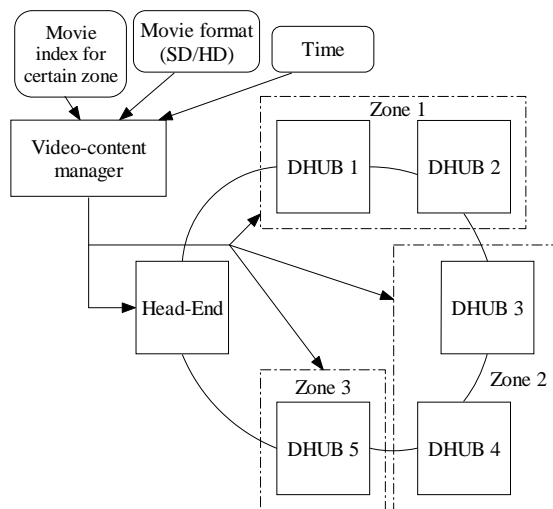 Movie
index for
certain zone
Movie format
(SD/HD)
Time
Video-content
manager
Zone 1
DHUB 1
DHUB 2
Head-End
DHUB 3
Zone 2
Zone 3
DHUB 5
DHUB 4